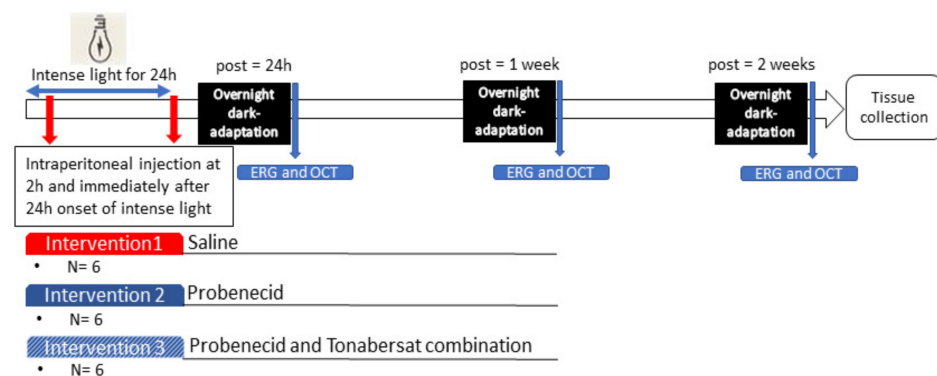 Intense light for 24h
post = 24h
post = 1 week
post = 2 weeks
Overnight
dark-
adaptation
Overnight
dark-
adaptation
Overnight
dark-
adaptation
Tissue
collection
Intraperitoneal injection at
2h and immediately after
24h onset of intense light
ERG and OCT
ERG and OCT
ERG and OCT
Intervention1 Saline
• N= 6
Intervention 2 Probenecid
• N= 6
Intervention 3 Probenecid and Tonabersat combination
• N= 6